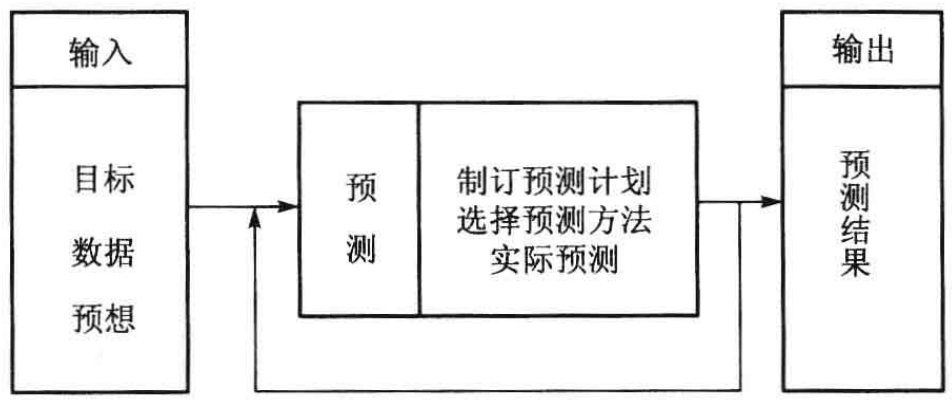 输入
目标
数据
预想
预测
制订预测计划
选择预测方法
实际预测
输出
预测结果